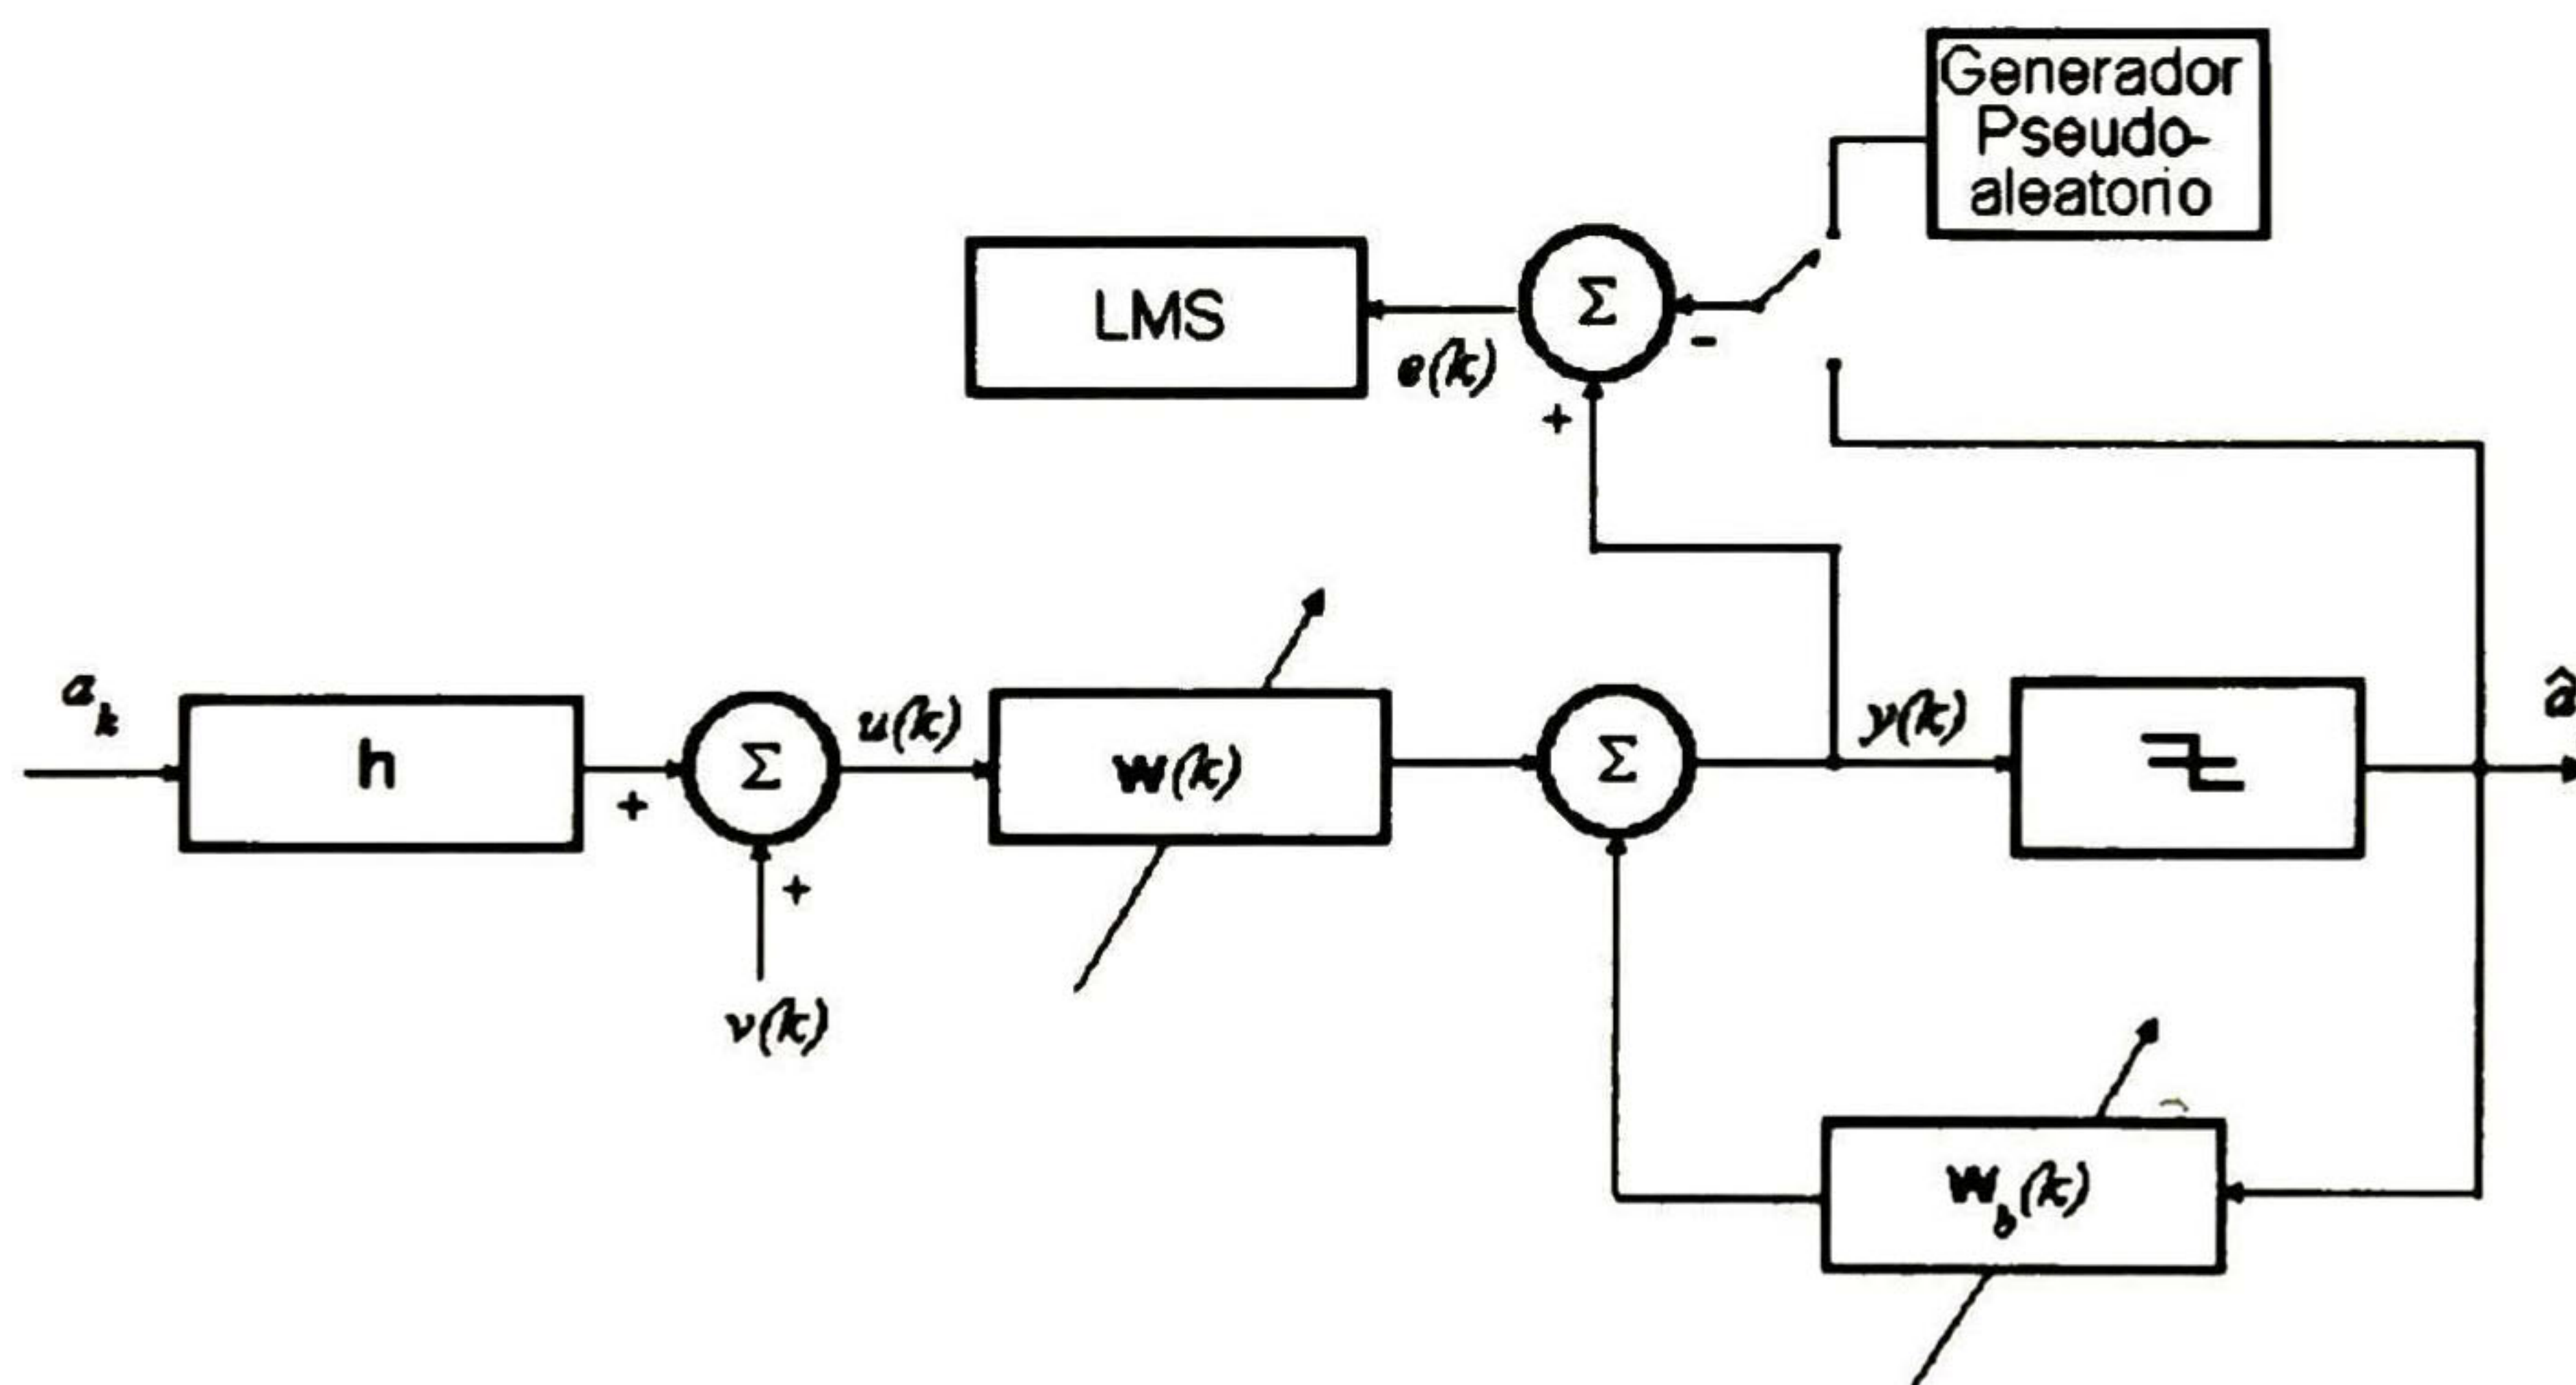 Generador
Pseudo-
aleatorio
LMS
Σ
-
e(k)
+
a_k
h
+
Σ
u(k)
w(k)
Σ
y(k)
â
+
v(k)
w_b(k)